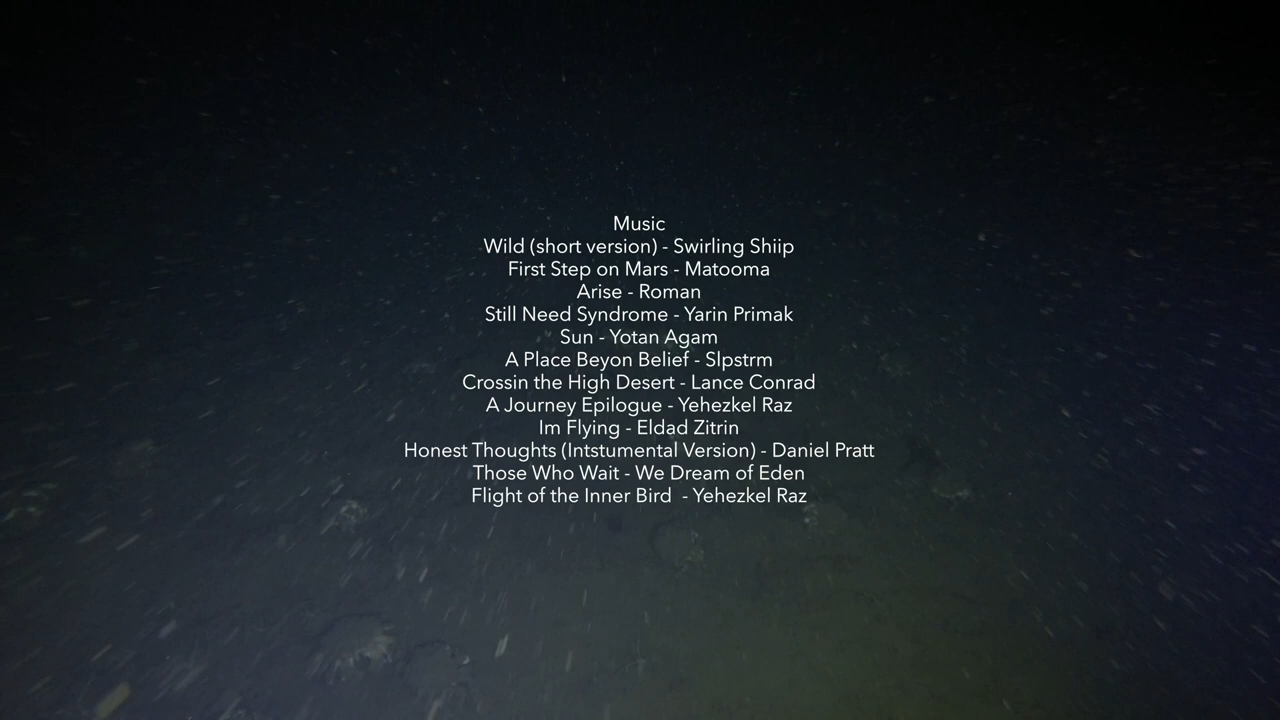 Music
Wild (short version) - Swirling Shiip
First Step on Mars - Matooma
Arise - Roman
Still Need Syndrome - Yarin Primak
Sun - Yotan Agam
A Place Beyon Belief - Slpstrm
Crossin the High Desert - Lance Conrad
A Journey Epilogue - Yehezkel Raz
Im Flying - Eldad Zitrin
Honest Thoughts (Intstumental Version) - Daniel Pratt
Those Who Wait - We Dream of Eden
Flight of the Inner Bird  - Yehezkel Raz